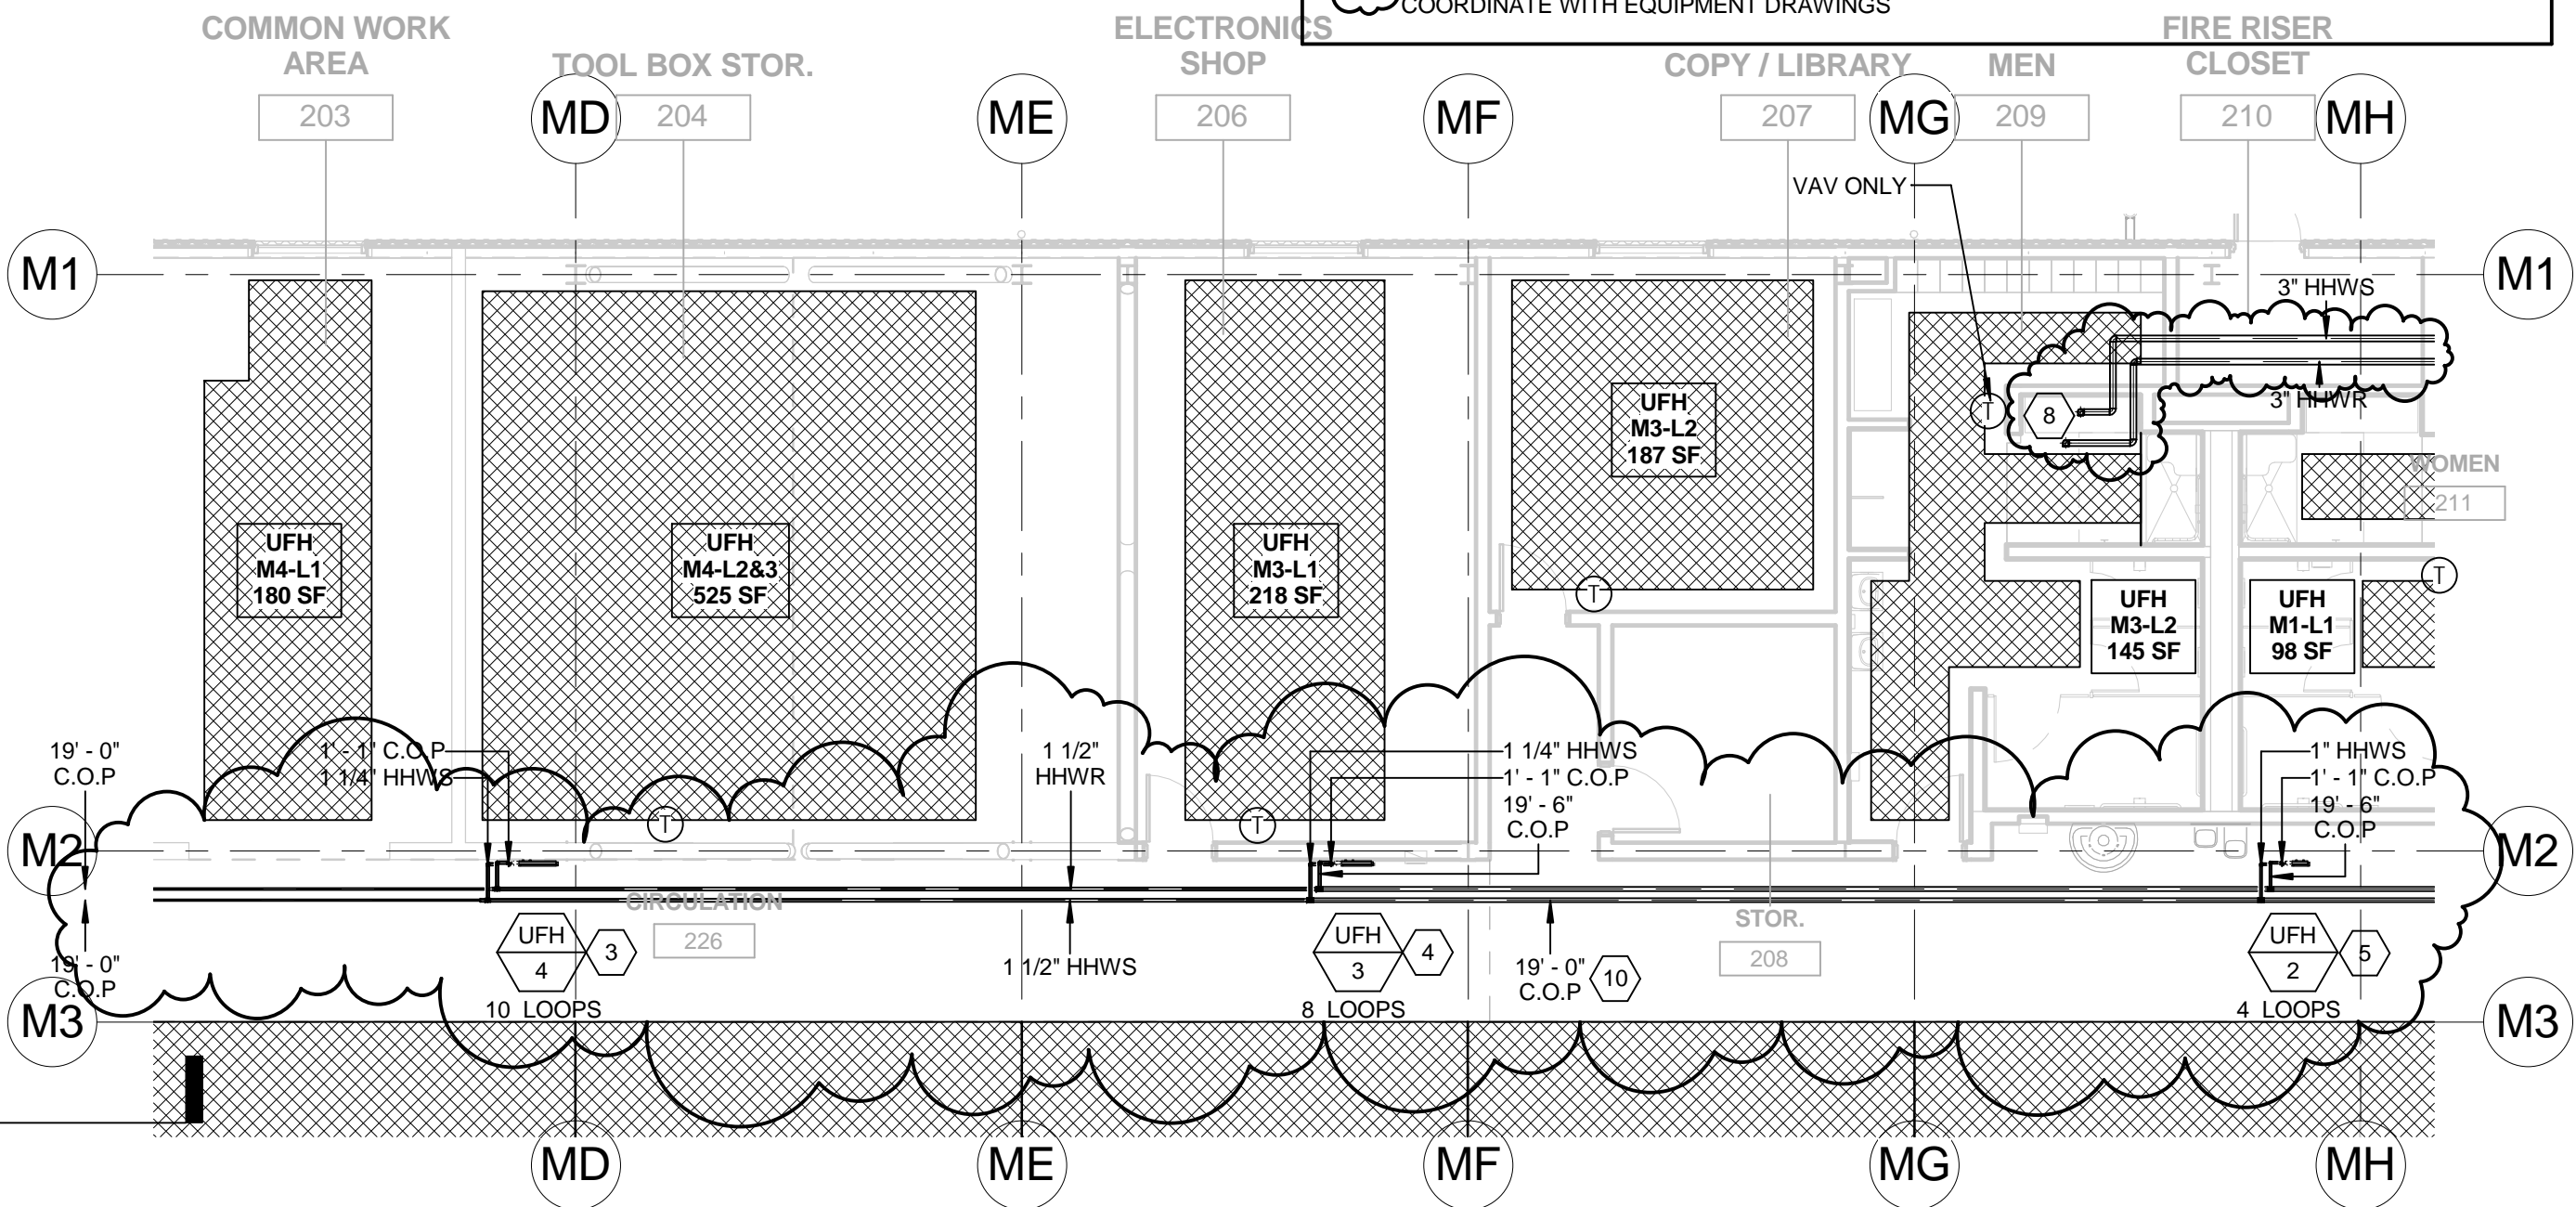 COORDINATE WITH EQUIPMENT DRAWINGS
COMMON WORK
AREA
203
TOOL BOX STOR.
204
ELECTRONICS
SHOP
206
COPY / LIBRARY
207
MEN
209
FIRE RISER
CLOSET
210
MD
ME
MF
MG
MH
VAV ONLY
M1
M1
3" HHWS
3" HHWR
8
T
UFH
M3-L2
187 SF
WOMEN
211
UFH
M4-L1
180 SF
UFH
M4-L2&3
525 SF
UFH
M3-L1
218 SF
T
UFH
M3-L2
145 SF
UFH
M1-L1
98 SF
T
19' - 0"
C.O.P
1' - 1" C.O.P
1 1/4" HHWS
1 1/2"
HHWR
1 1/4" HHWS
1' - 1" C.O.P
19' - 6"
C.O.P
1" HHWS
1' - 1" C.O.P
19' - 6"
C.O.P
T
T
M2
M2
CIRCULATION
226
STOR.
208
19' - 0"
C.O.P
UFH
4
3
10 LOOPS
1 1/2" HHWS
UFH
3
4
8 LOOPS
19' - 0"
C.O.P
10
UFH
2
5
4 LOOPS
M3
M3
MD
ME
MF
MG
MH